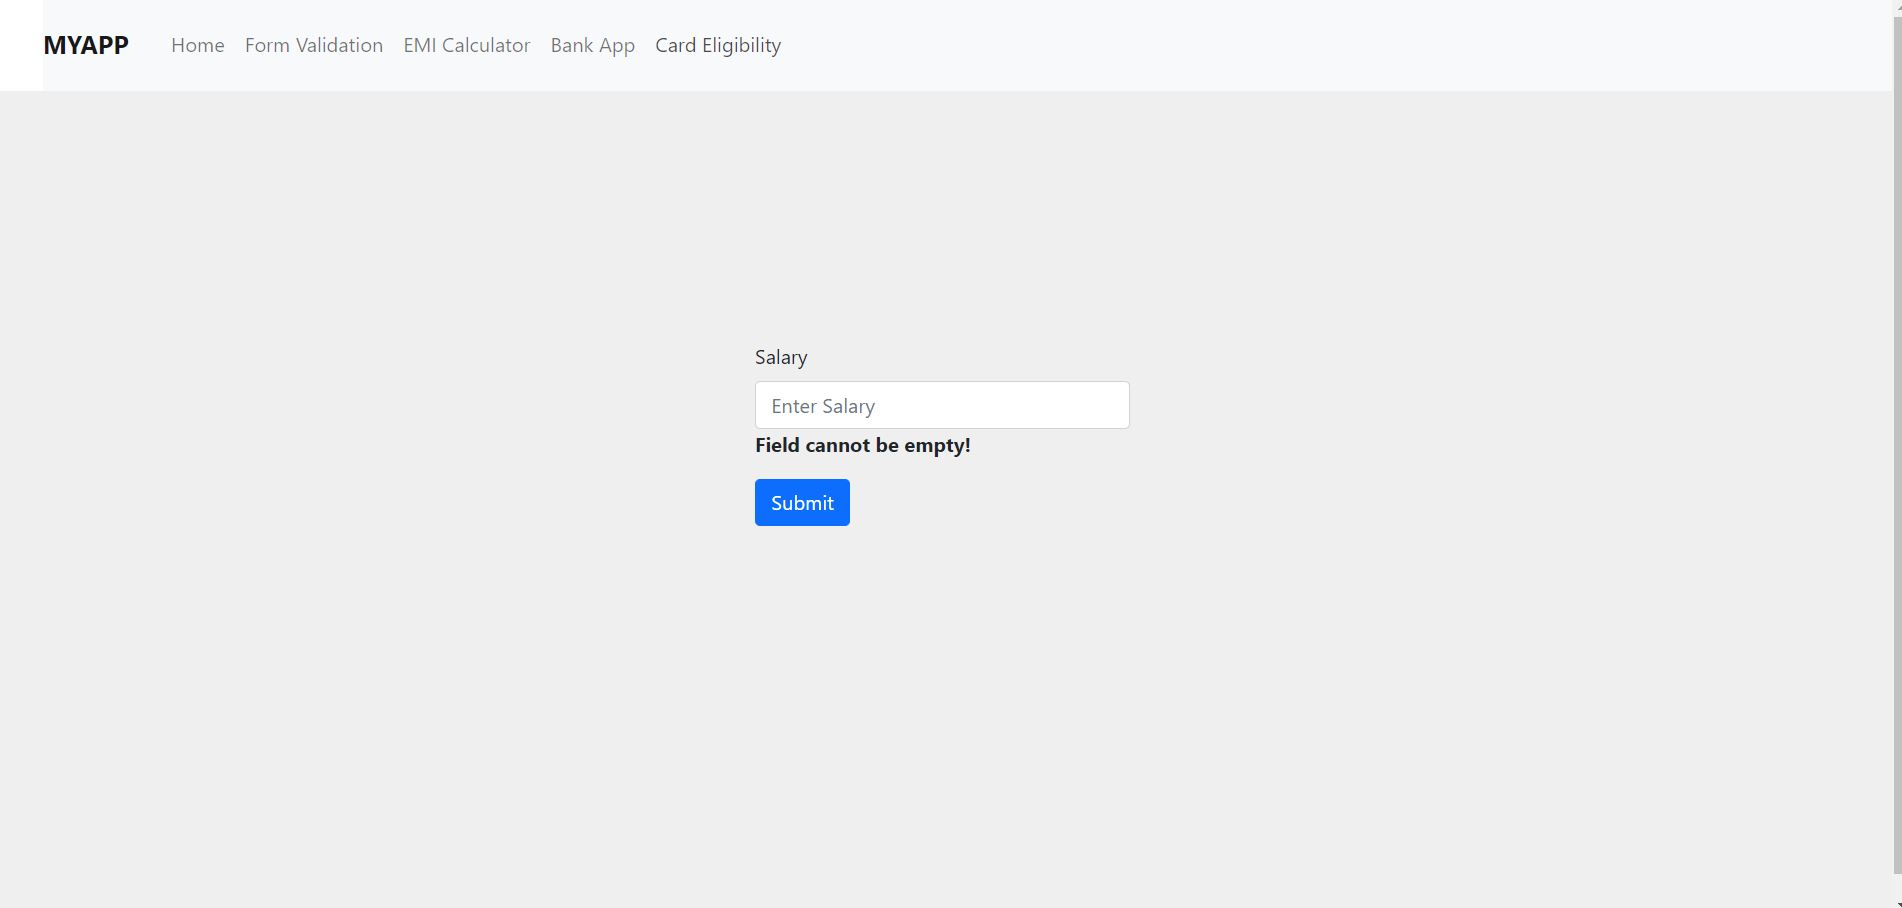 MYAPP Home Form Validation EMI Calculator Bank App Card Eligibility
Salary
Enter Salary
Field cannot be empty!
Submit